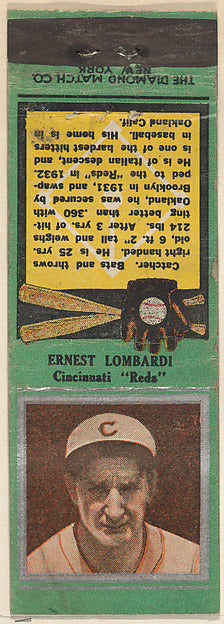 THE DIAMOND MATCH CO.
NEW YORK
Catcher. Bats and throws
right handed. He is 25 yrs.
old, 6 ft. 2" tall and weighs
214 lbs. After 3 yrs. of hit-
ting better than .360 with
Oakland, he was secured by
Brooklyn in 1931, and swap-
ped to the "Reds" in 1932.
He is of Italian descent, and
is one of the hardest hitters
in baseball. His home is in
Oakland Calif.
ERNEST LOMBARDI
Cincinnati "Reds"
C